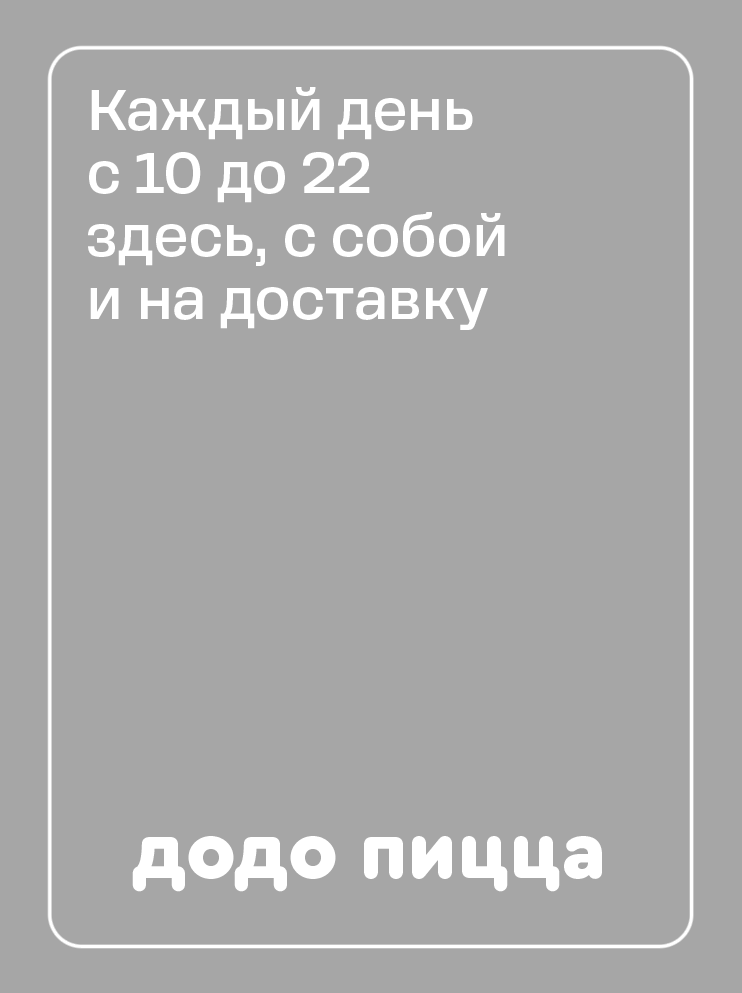 Каждый день
с 10 до 22
здесь, с собой
и на доставку
додо пицца